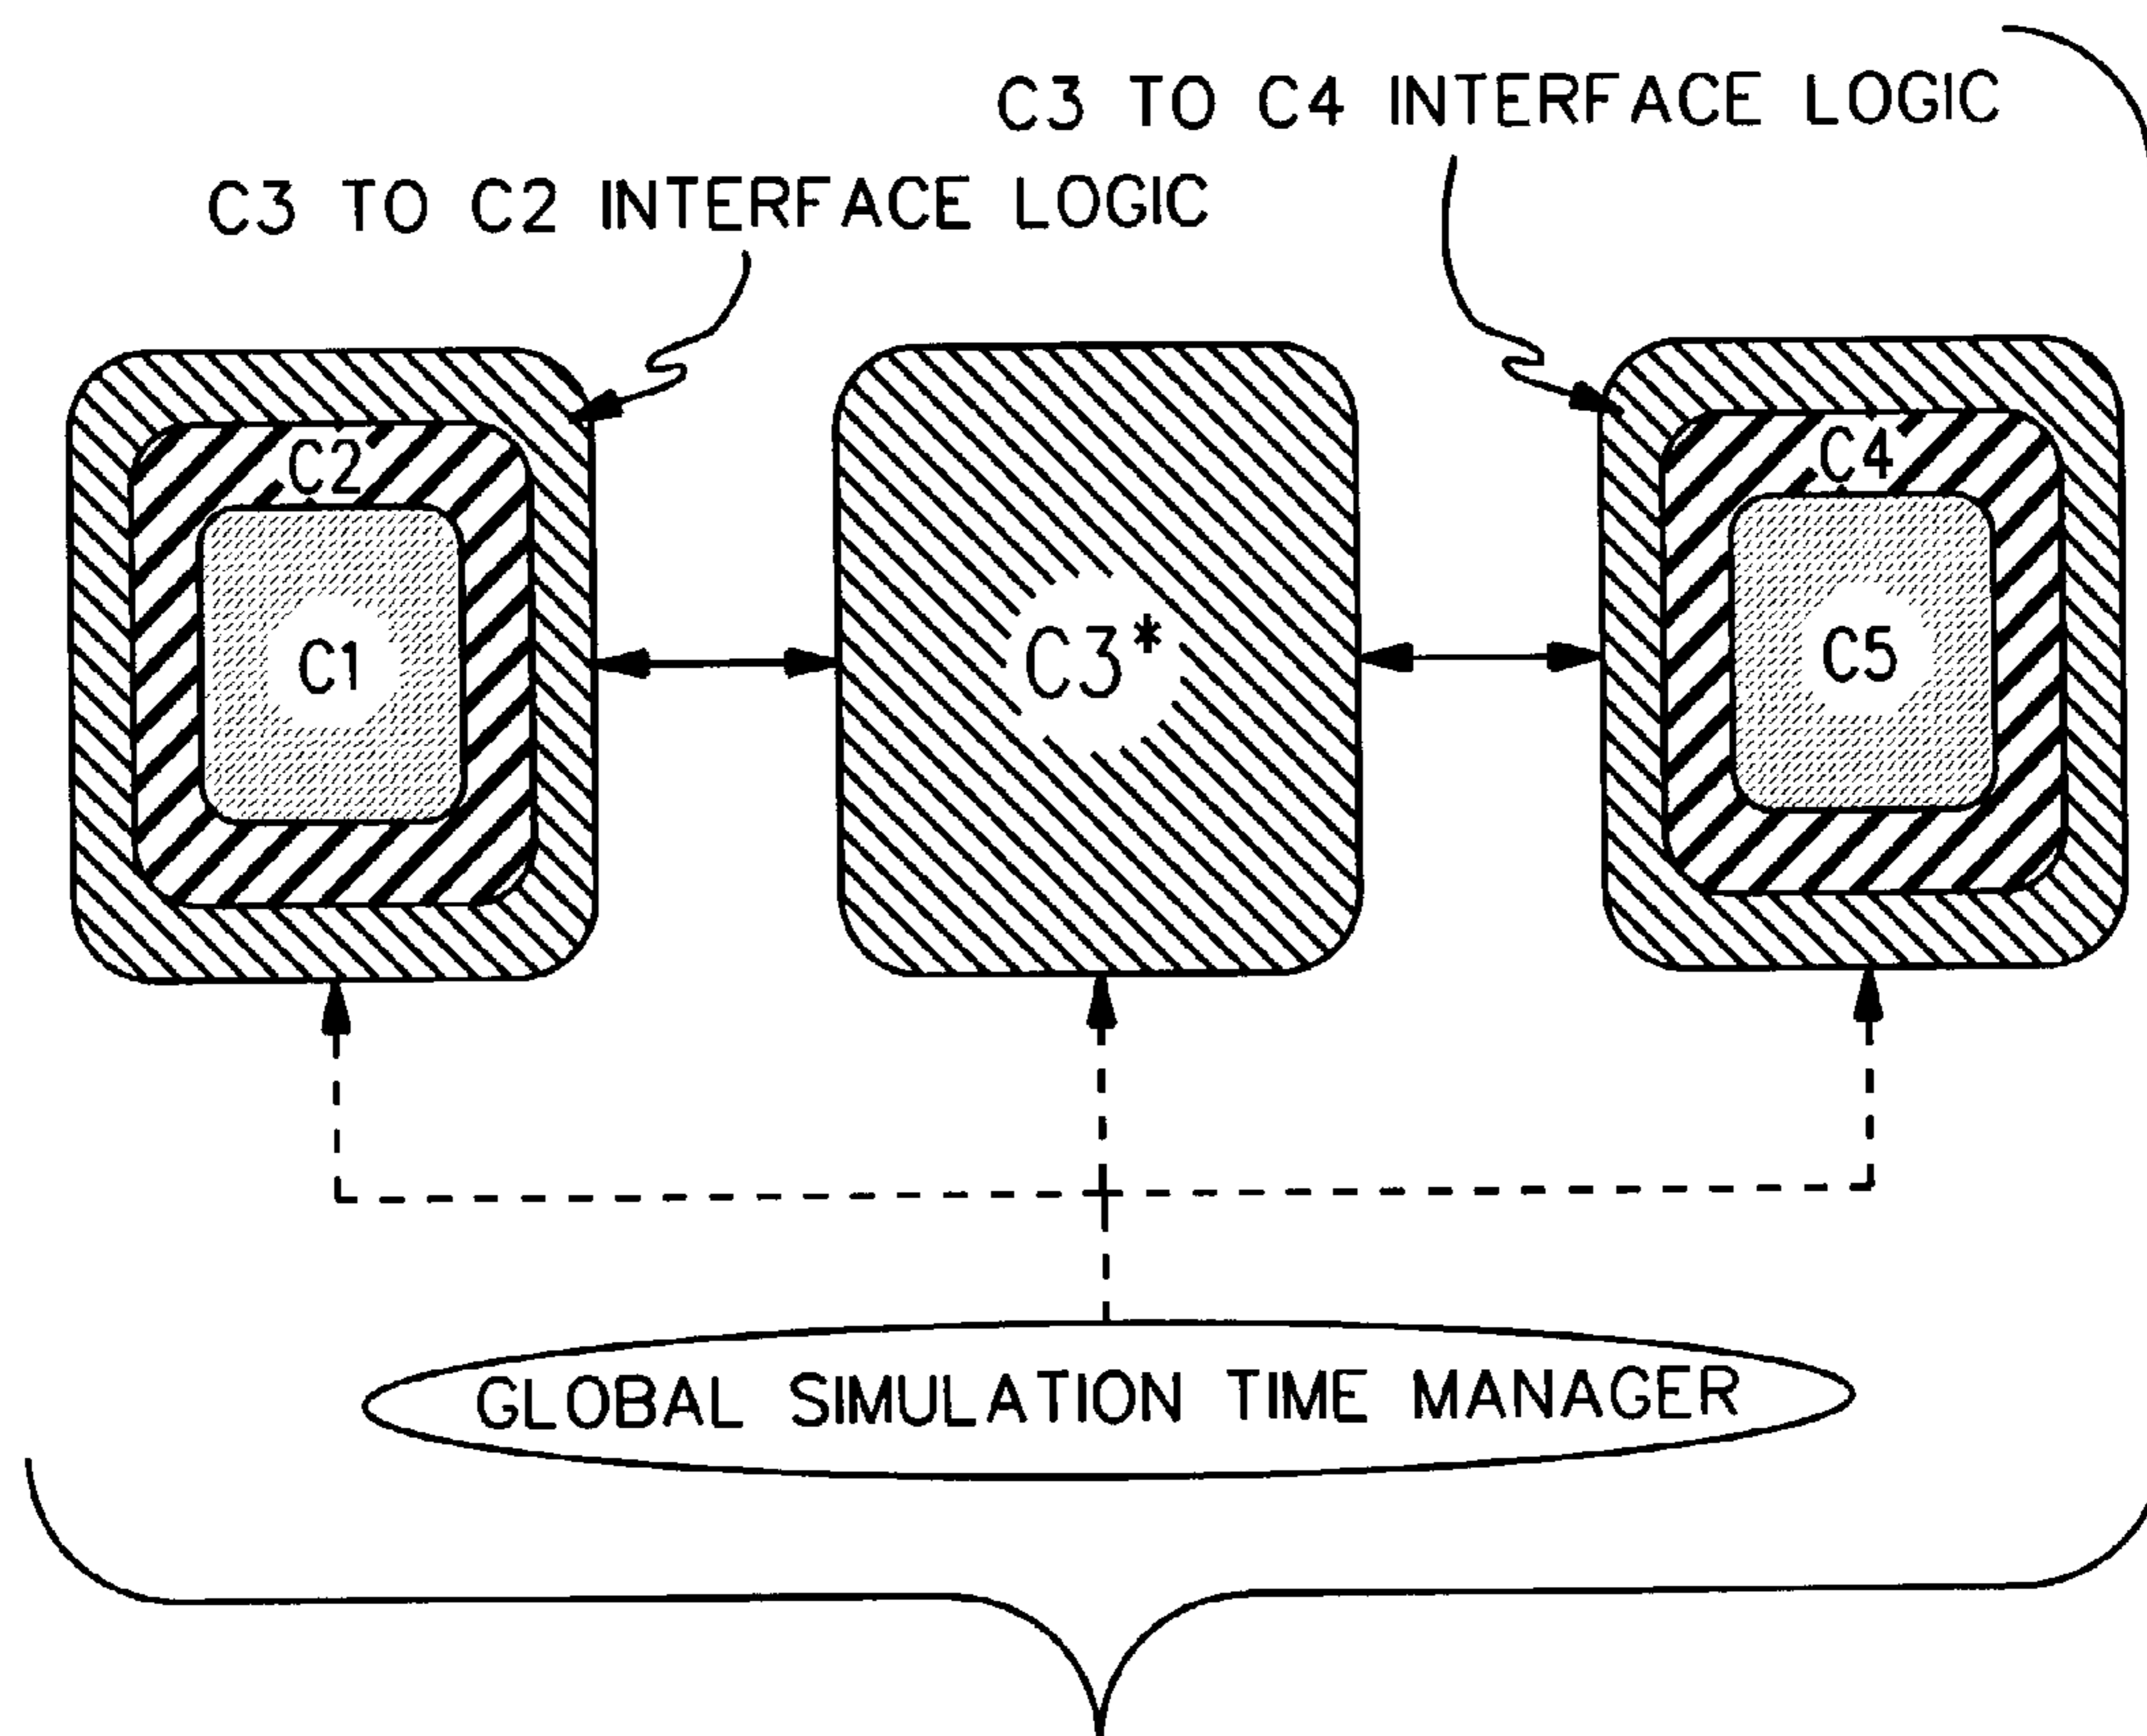 C3 TO C4 INTERFACE LOGIC
C3 TO C2 INTERFACE LOGIC
C2
C4
C1
C3*
C5
GLOBAL SIMULATION TIME MANAGER